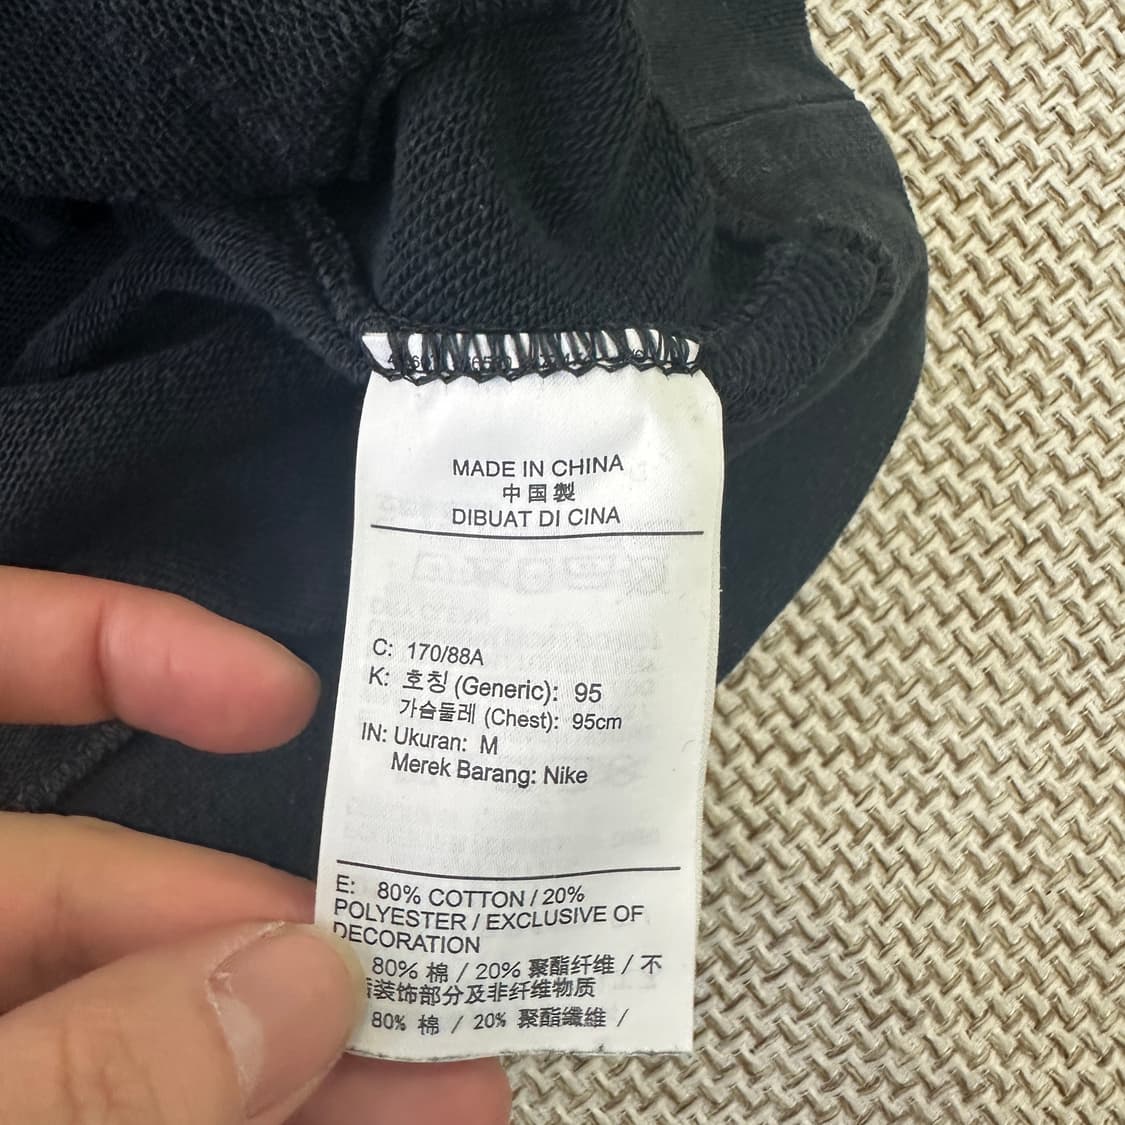 MADE IN CHINA
中国製
DIBUAT DI CINA
C: 170/88A
K: 호칭 (Generic): 95
가슴둘레 (Chest): 95cm
IN: Ukuran: M
Merek Barang: Nike
E: 80% COTTON / 20%
POLYESTER / EXCLUSIVE OF
DECORATION
80% 棉 / 20% 聚酯纤维 / 不
装饰部分及非纤维物质
80% 棉 / 20% 聚酯纖維 /